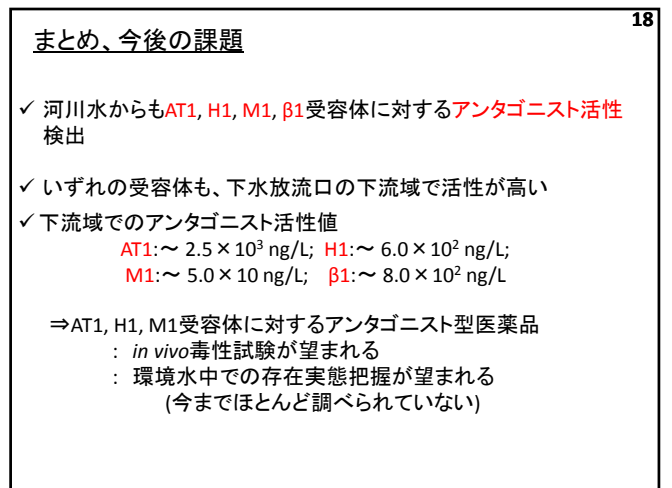 18
まとめ、今後の課題
✓ 河川水からもAT1, H1, M1, β1受容体に対するアンタゴニスト活性
検出
✓ いずれの受容体も、下水放流口の下流域で活性が高い
✓ 下流域でのアンタゴニスト活性値
AT1:～ 2.5×10³ ng/L; H1:～ 6.0×10² ng/L;
M1:～ 5.0×10 ng/L; β1:～ 8.0×10² ng/L
⇒AT1, H1, M1受容体に対するアンタゴニスト型医薬品
: in vivo毒性試験が望まれる
: 環境水中での存在実態把握が望まれる
(今までほとんど調べられていない)